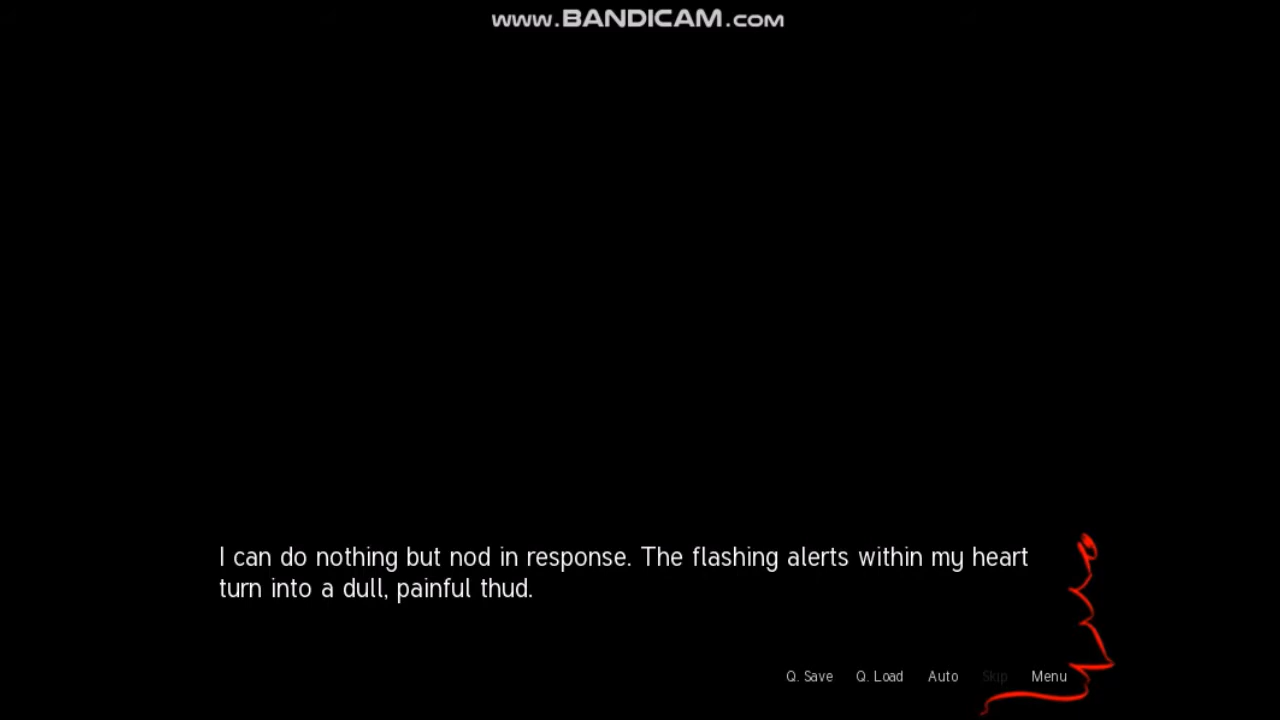 www.BANDICAM.com
I can do nothing but nod in response. The flashing alerts within my heart
turn into a dull, painful thud.
Q. Save Q. Load Auto Skip Menu